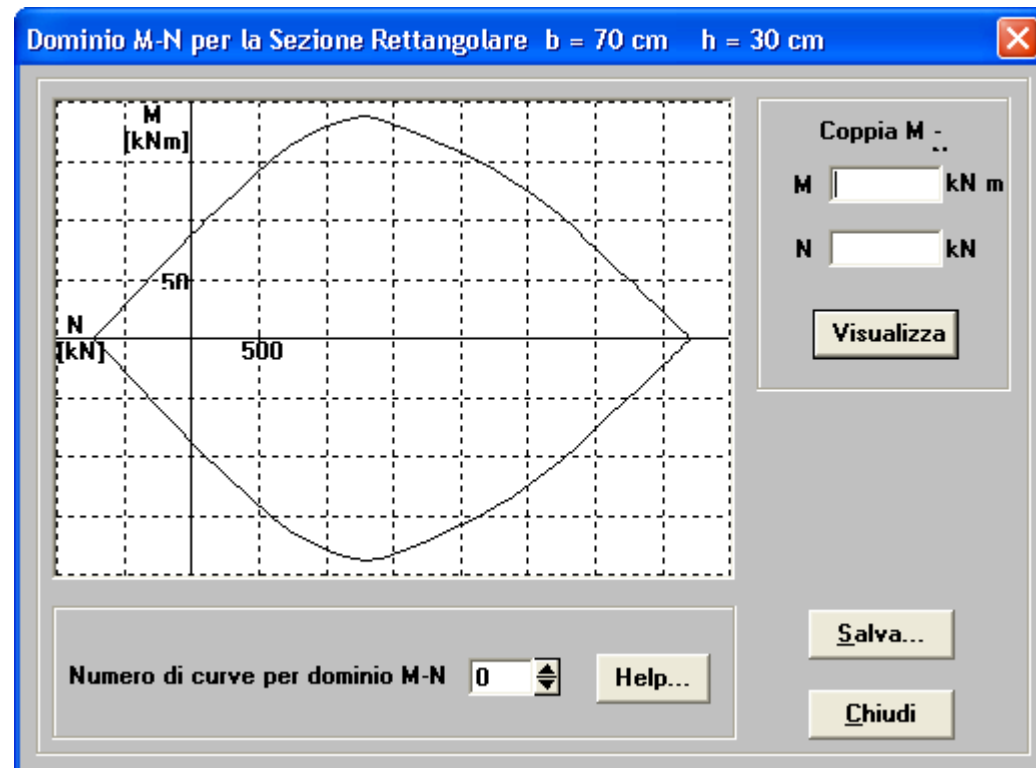 Dominio M-N per la Sezione Rettangolare b = 70 cm h = 30 cm
M
[kNm]
50
N
[kN]
500
Coppia M -
M kN m
N kN
Visualizza
Numero di curve per dominio M-N 0 Help...
Salva...
Chiudi